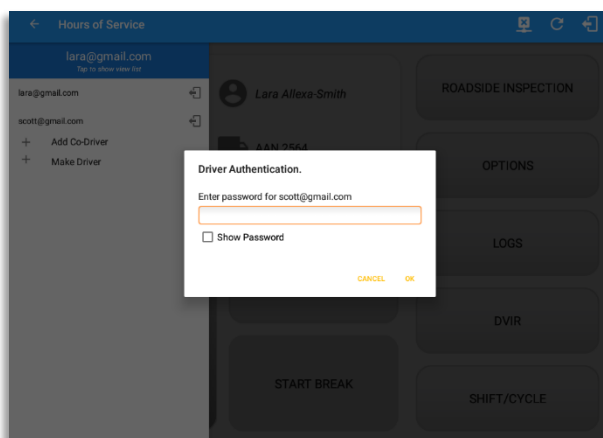 Hours of Service
lara@gmail.com
Tap to show view list
lara@gmail.com
scott@gmail.com
+ Add Co-Driver
+ Make Driver
Lara Allexa-Smith
AAN 2564
Driver Authentication.
Enter password for scott@gmail.com
Show Password
CANCEL OK
START BREAK
ROADSIDE INSPECTION
OPTIONS
LOGS
DVIR
SHIFT/CYCLE